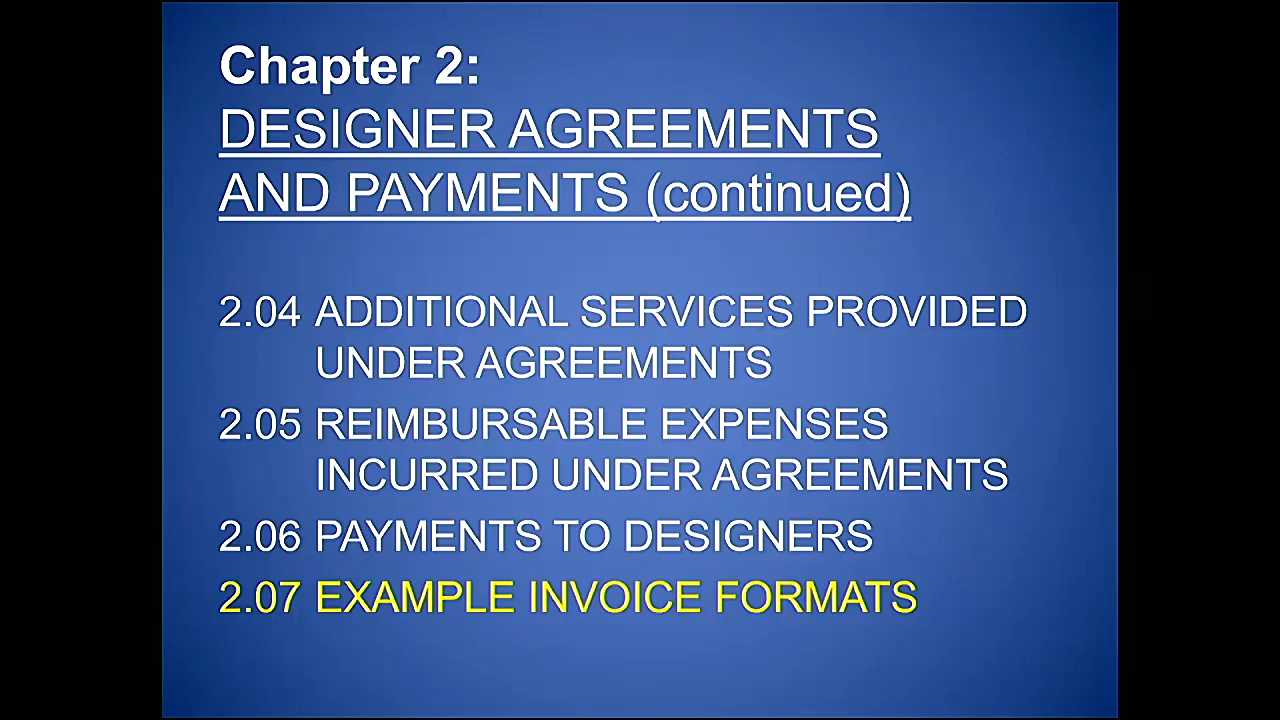 Chapter 2:
DESIGNER AGREEMENTS
AND PAYMENTS (continued)
2.04 ADDITIONAL SERVICES PROVIDED
UNDER AGREEMENTS
2.05 REIMBURSABLE EXPENSES
INCURRED UNDER AGREEMENTS
2.06 PAYMENTS TO DESIGNERS
2.07 EXAMPLE INVOICE FORMATS